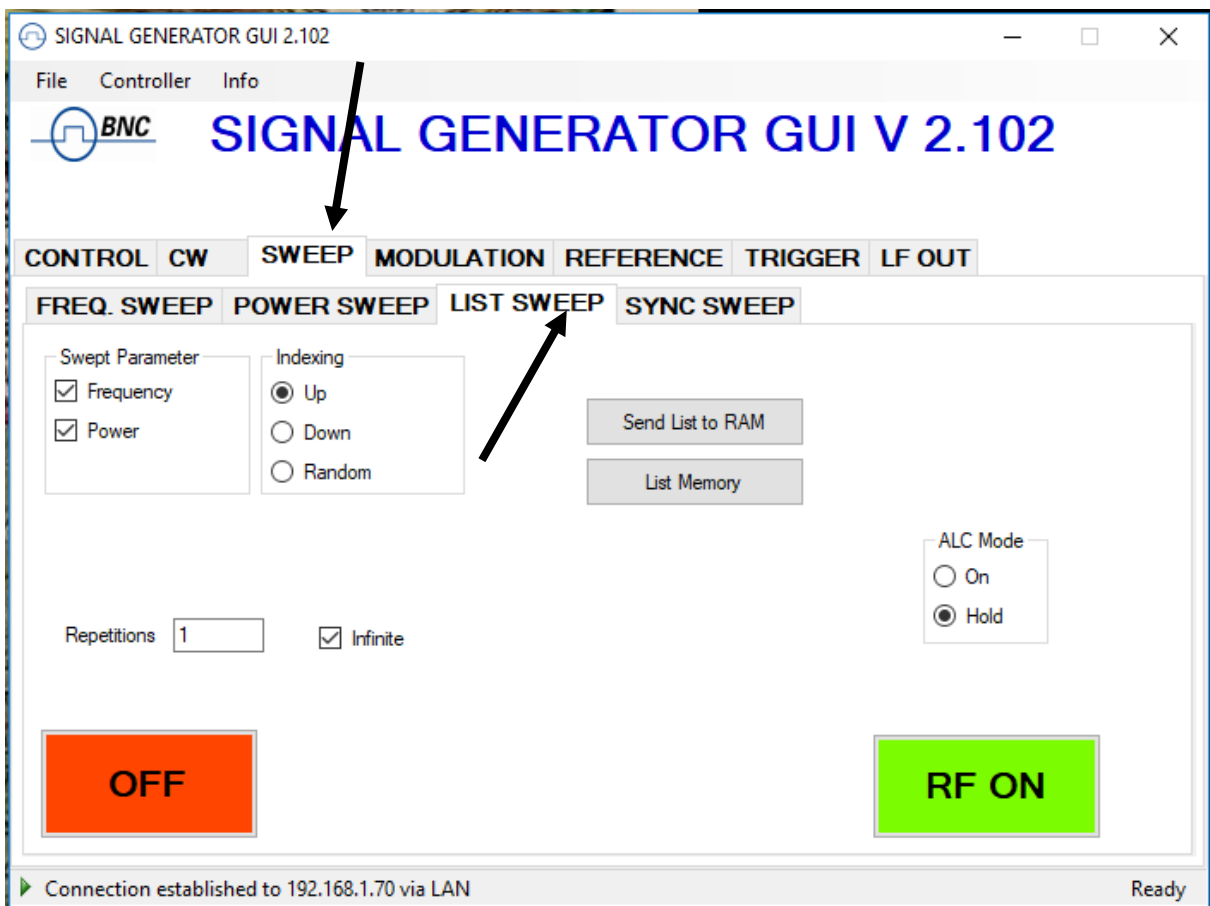 SIGNAL GENERATOR GUI 2.102
File Controller Info
BNC
SIGNAL GENERATOR GUI V 2.102
CONTROL CW SWEEP MODULATION REFERENCE TRIGGER LF OUT
FREQ. SWEEP POWER SWEEP LIST SWEEP SYNC SWEEP
Swept Parameter Indexing
Frequency Up
Send List to RAM
Power Down
Random
List Memory
ALC Mode
On
Hold
Repetitions 1 Infinite
OFF RF ON
Connection established to 192.168.1.70 via LAN Ready